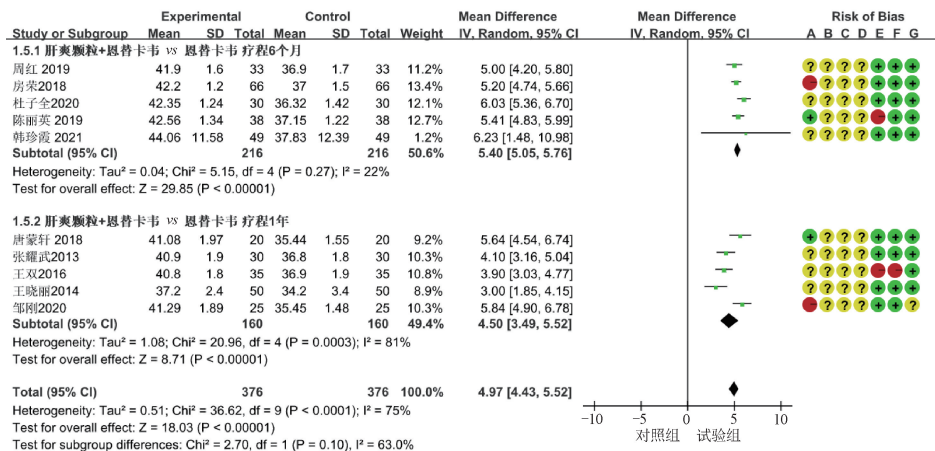 Experimental Control Mean Difference Mean Difference Risk of Bias
Study or Subgroup Mean SD Total Mean SD Total Weight IV. Random. 95% CI IV. Random. 95% CI A B C D E F G
1.5.1 肝爽颗粒+恩替卡韦 vs 恩替卡韦 疗程6个月
周红 2019 41.9 1.6 33 36.9 1.7 33 11.2% 5.00 [4.20, 5.80] ? ? ? ? + + +
房荣2018 42.2 1.2 66 37 1.5 66 13.4% 5.20 [4.74, 5.66] - ? ? ? + + +
杜子全2020 42.35 1.24 30 36.32 1.42 30 12.1% 6.03 [5.36, 6.70] ? ? ? ? + + +
陈丽英 2019 42.56 1.34 38 37.15 1.22 38 12.7% 5.41 [4.83, 5.99] + ? ? ? - + +
韩珍霞 2021 44.06 11.58 49 37.83 12.39 49 1.2% 6.23 [1.48, 10.98] ? ? ? ? + + +
Subtotal (95% CI) 216 216 50.6% 5.40 [5.05, 5.76]
Heterogeneity: Tau² = 0.04; Chi² = 5.15, df = 4 (P = 0.27); I² = 22%
Test for overall effect: Z = 29.85 (P < 0.00001)
1.5.2 肝爽颗粒+恩替卡韦 vs 恩替卡韦 疗程1年
唐蒙轩 2018 41.08 1.97 20 35.44 1.55 20 9.2% 5.64 [4.54, 6.74] + ? ? ? + + +
张耀武2013 40.9 1.9 30 36.8 1.8 30 10.3% 4.10 [3.16, 5.04] ? ? ? ? + + +
王双2016 40.8 1.8 35 36.9 1.9 35 10.8% 3.90 [3.03, 4.77] ? ? ? ? - - +
王晓丽2014 37.2 2.4 50 34.2 3.4 50 8.9% 3.00 [1.85, 4.15] ? ? ? ? + + +
邹刚2020 41.29 1.89 25 35.45 1.48 25 10.3% 5.84 [4.90, 6.78] - ? ? ? + + ?
Subtotal (95% CI) 160 160 49.4% 4.50 [3.49, 5.52]
Heterogeneity: Tau² = 1.08; Chi² = 20.96, df = 4 (P = 0.0003); I² = 81%
Test for overall effect: Z = 8.71 (P < 0.00001)
Total (95% CI) 376 376 100.0% 4.97 [4.43, 5.52]
Heterogeneity: Tau² = 0.51; Chi² = 36.62, df = 9 (P < 0.0001); I² = 75%
Test for overall effect: Z = 18.03 (P < 0.00001)
Test for subgroup differences: Chi² = 2.70, df = 1 (P = 0.10), I² = 63.0%
-10 -5 0 5 10
对照组 试验组